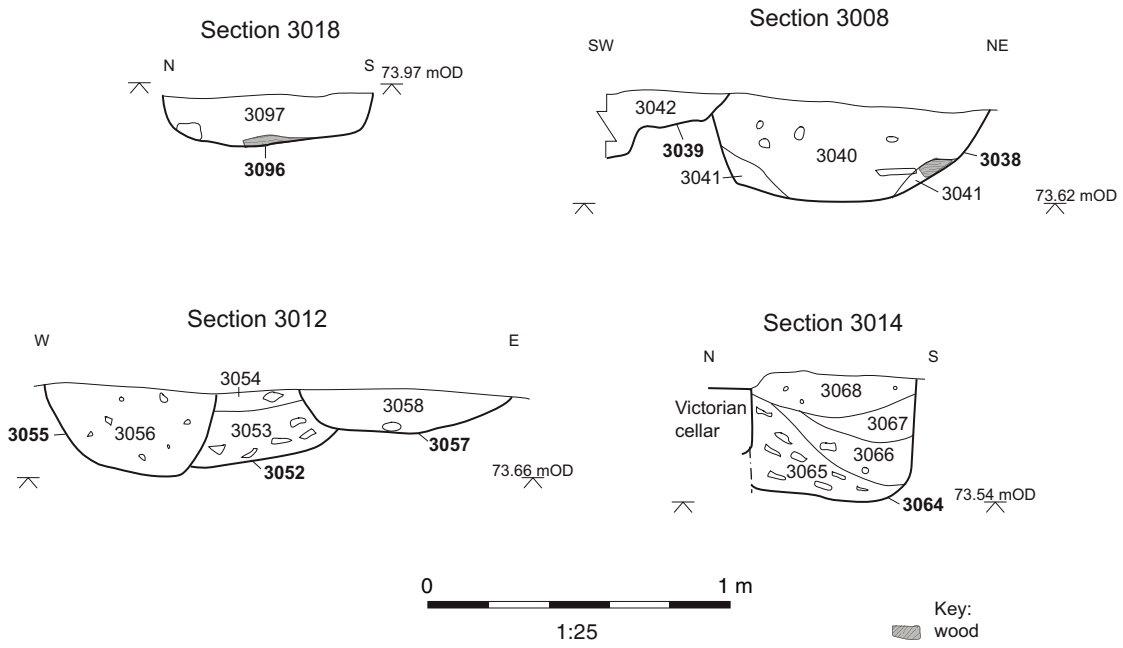 Section 3018
N
S
73.97 mOD
3097
3096
Section 3008
SW
NE
3042
3039
3040
3038
3041
3041
73.62 mOD
Section 3012
W
E
3054
3058
3055
3056
3053
3057
3052
73.66 mOD
Section 3014
N
S
3068
Victorian
cellar
3067
3066
3065
3064
73.54 mOD
0
1 m
1:25
Key:
wood